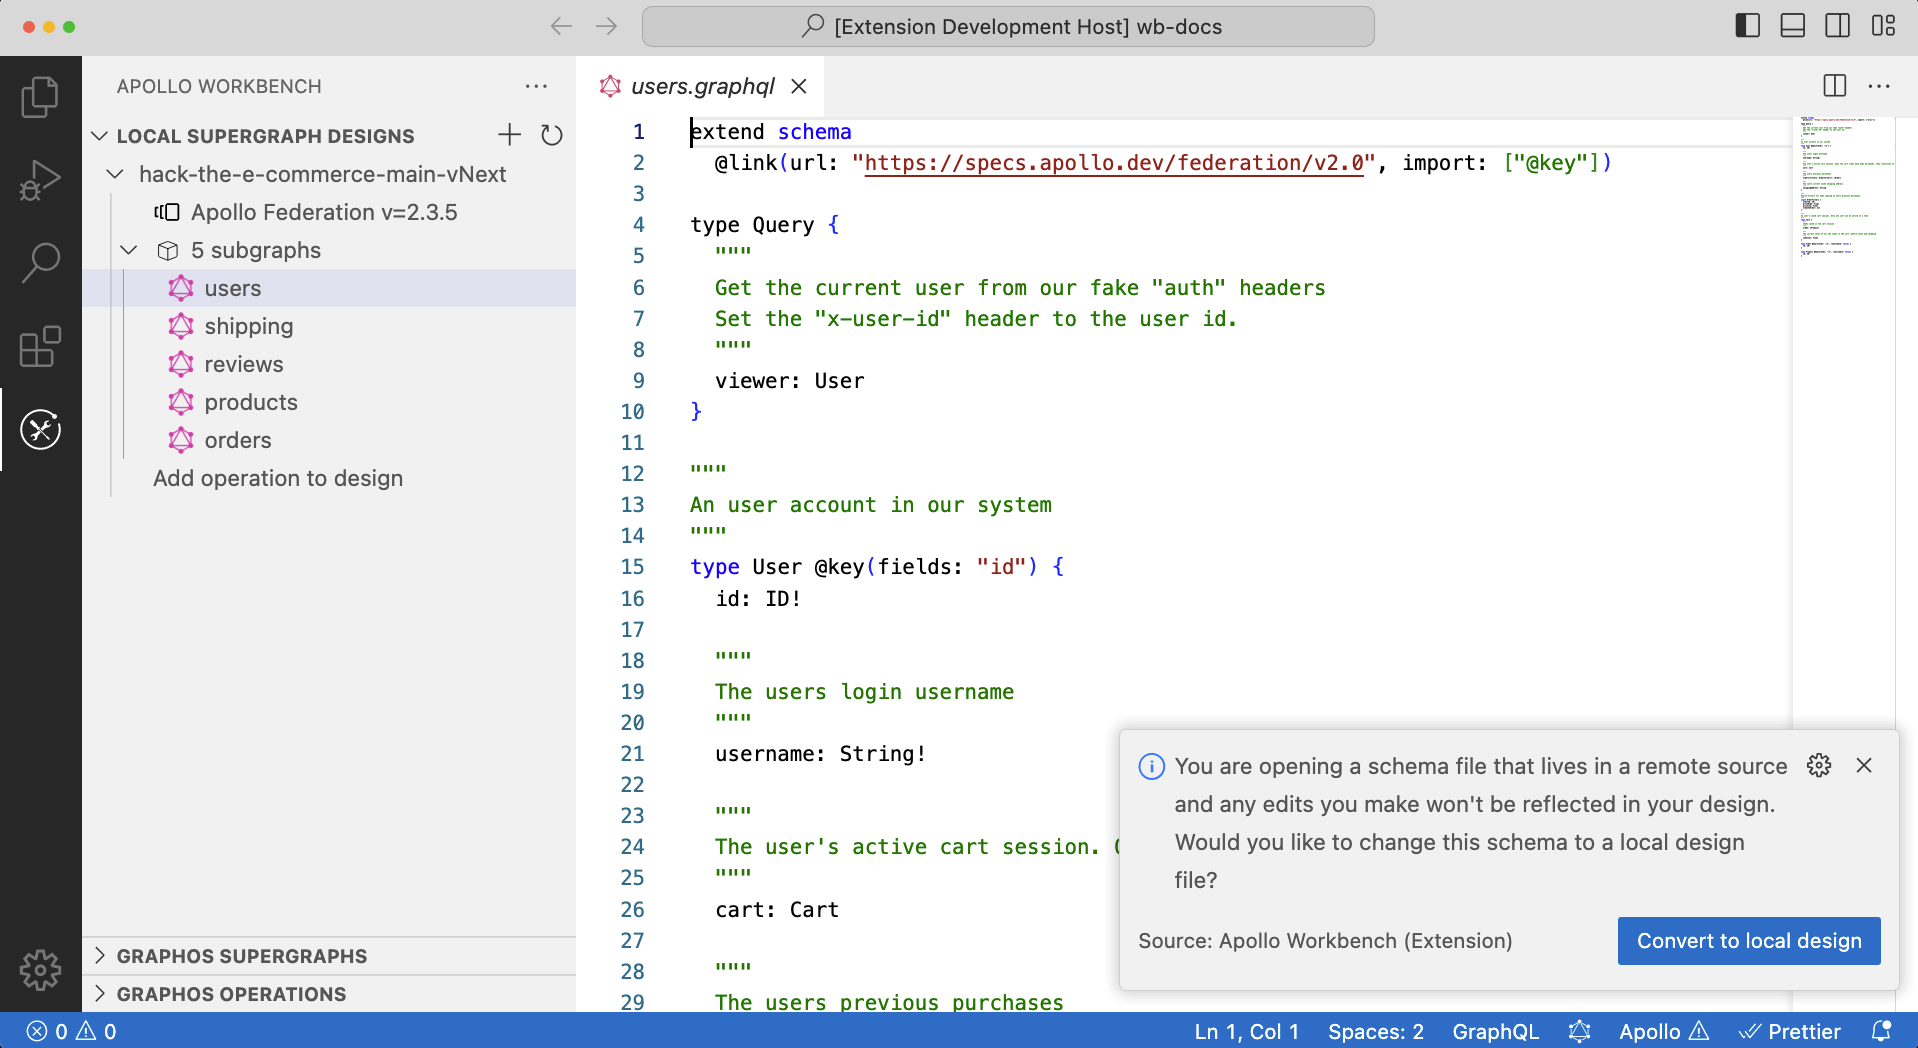 [Extension Development Host] wb-docs
APOLLO WORKBENCH
LOCAL SUPERGRAPH DESIGNS
hack-the-e-commerce-main-vNext
Apollo Federation v=2.3.5
5 subgraphs
users
shipping
reviews
products
orders
Add operation to design
GRAPHOS SUPERGRAPHS
GRAPHOS OPERATIONS
users.graphql
1 extend schema
2 @link(url: "https://specs.apollo.dev/federation/v2.0", import: ["@key"])
3
4 type Query {
5 """
6 Get the current user from our fake "auth" headers
7 Set the "x-user-id" header to the user id.
8 """
9 viewer: User
10 }
11
12 """
13 An user account in our system
14 """
15 type User @key(fields: "id") {
16 id: ID!
17
18 """
19 The users login username
20 """
21 username: String!
22
23 """
24 The user's active cart session.
25 """
26 cart: Cart
27
28 """
29 The users previous purchases
You are opening a schema file that lives in a remote source
and any edits you make won't be reflected in your design.
Would you like to change this schema to a local design
file?
Source: Apollo Workbench (Extension)
Convert to local design
0 0
Ln 1, Col 1 Spaces: 2 GraphQL Apollo Prettier